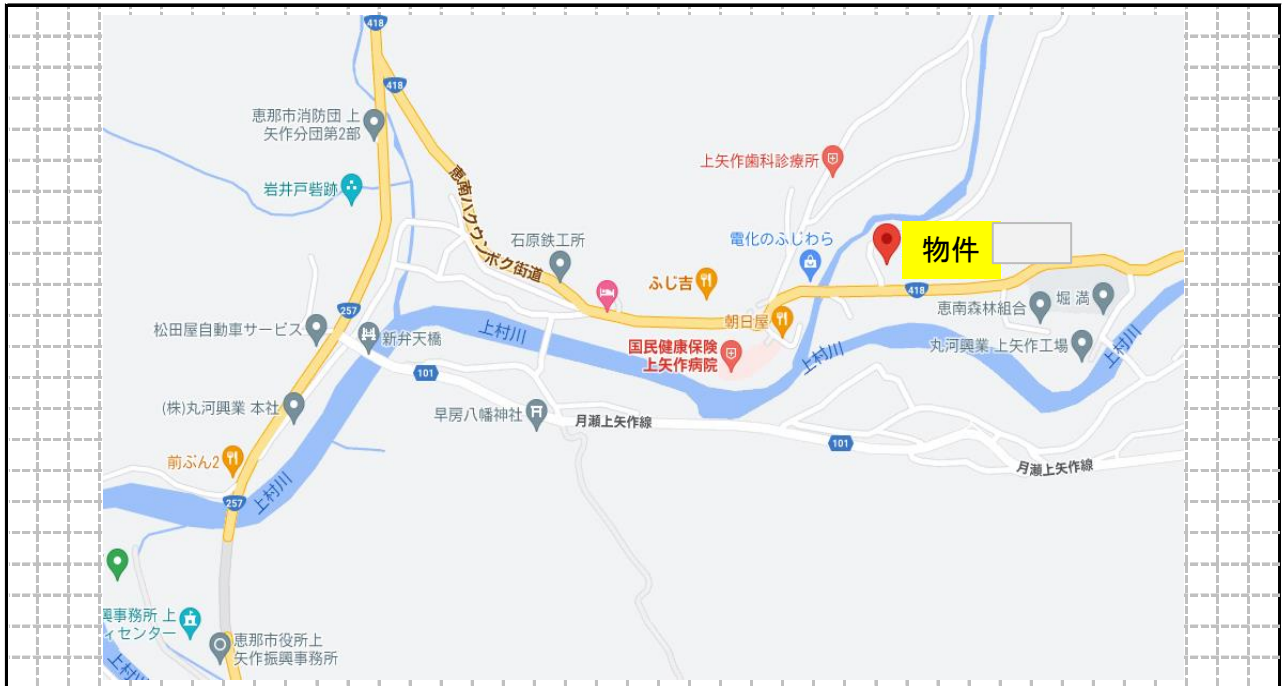 418
418
恵那市消防団 上
矢作分団第2部
岩井戸砦跡
恵南ハクウンボク街道
石原鉄工所
上矢作歯科診療所
電化のふじわら
物件
ふじ吉
418
恵南森林組合
堀 満
朝日屋
257
松田屋自動車サービス
新弁天橋
上村川
国民健康保険
上矢作病院
上村川
丸河興業 上矢作工場
上村川
101
(株)丸河興業 本社
早房八幡神社
月瀬上矢作線
101
月瀬上矢作線
前ぶん2
257
上村川
興事務所 上
ィセンター
恵那市役所上
矢作振興事務所
上村川